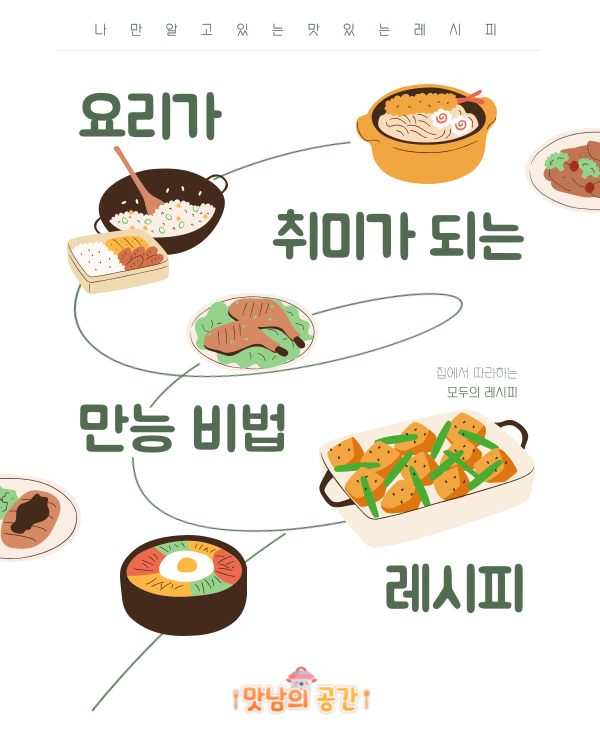 나만알고있는맛있는레시피
요리가
취미가 되는
집에서 따라하는
모두의 레시피
만능 비법
레시피
맛남의 공간